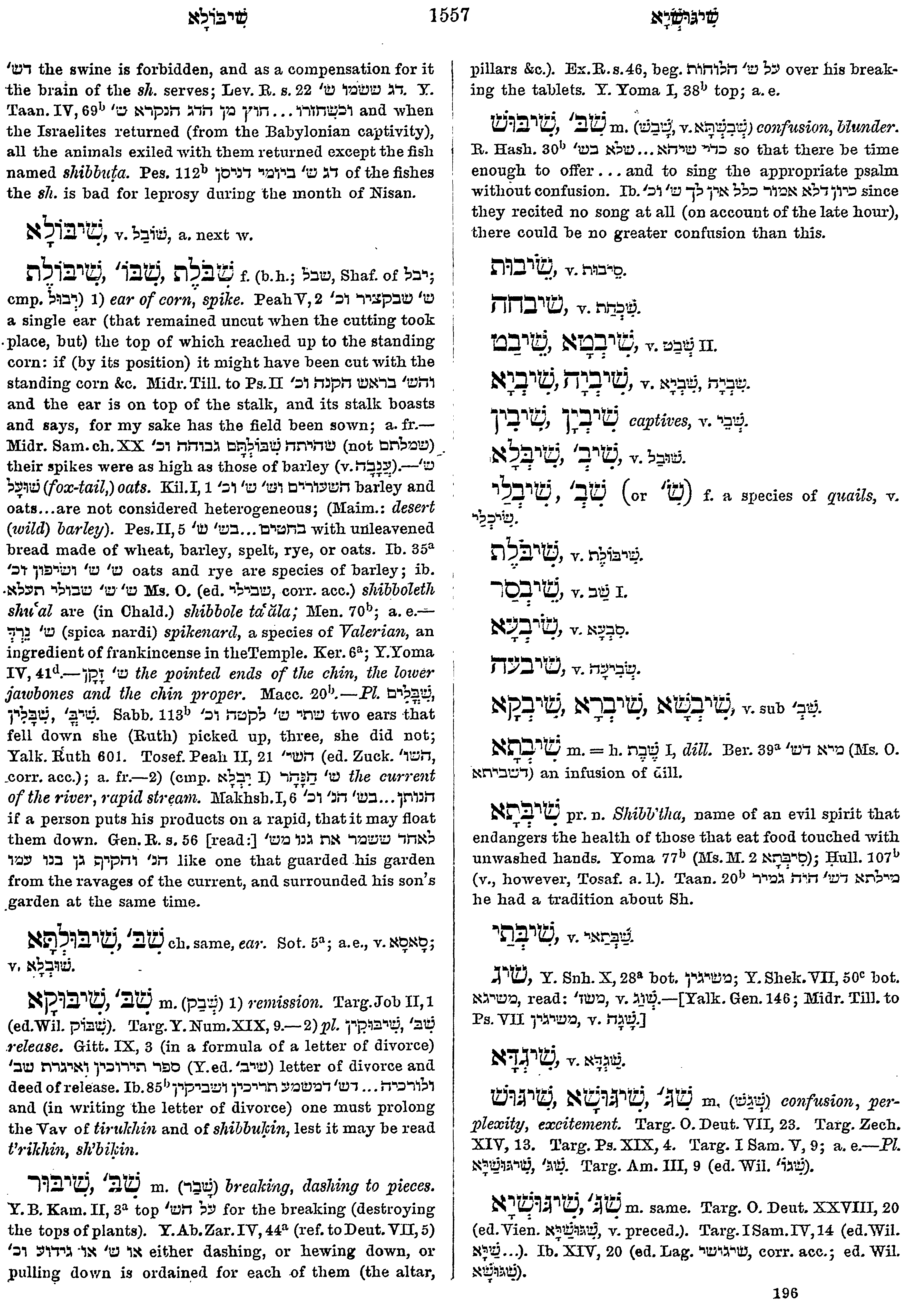 שִׁיבּוֹלָא 1557 שִׁיגּוּשְׁיָא
דש׳ the swine is forbidden, and as a compensation for it
the brain of the sh. serves; Lev. R. s. 22 דג ששמו ש׳. Y.
Taan. IV, 69ᵇ וכשחזרו... חוץ מן הדג הנקרא ש׳ and when
the Israelites returned (from the Babylonian captivity),
all the animals exiled with them returned except the fish
named shibbuṭa. Pes. 112ᵇ דג ש׳ ביומי דניסן of the fishes
the sh. is bad for leprosy during the month of Nisan.
שִׁיבּוֹלָא, v. שׁוֹבַל, a. next w.
שִׁבֹּלֶת, שִׁבּוֹ׳, שִׁיבּוֹלֶת f. (b.h.; שבל, Shaf. of יבל;
cmp. יְבוּל) 1) ear of corn, spike. Peah V, 2 ש׳ שבקציר וכ׳
a single ear (that remained uncut when the cutting took
place, but) the top of which reached up to the standing
corn: if (by its position) it might have been cut with the
standing corn &c. Midr. Till. to Ps. II והש׳ בראש הקנה וכ׳
and the ear is on top of the stalk, and its stalk boasts
and says, for my sake has the field been sown; a. fr.—
Midr. Sam. ch. XX שהיתה שִׁבּוֹלְתָּם גבוהה וכ׳ (not שמלתם)
their spikes were as high as those of barley (v. עֲנָבָה).—ש׳
שׁוּעָל (fox-tail,) oats. Kil. I, 1 השעורים וש׳ ש׳ וכ׳ barley and
oats...are not considered heterogeneous; (Maim.: desert
(wild) barley). Pes. II, 5 בחטים...בש׳ ש׳ with unleavened
bread made of wheat, barley, spelt, rye, or oats. Ib. 35ᵃ
ש׳ ש׳ ושיפון זכ׳ oats and rye are species of barley; ib.
ש׳ ש׳ שבולי תעלא Ms. O. (ed. שבילי, corr. acc.) shibboleth
shuʿal are (in Chald.) shibbole taʿăla; Men. 70ᵇ; a. e.—
ש׳ נֵרְדְּ (spica nardi) spikenard, a species of Valerian, an
ingredient of frankincense in the Temple. Ker. 6ᵃ; Y. Yoma
IV, 41ᵈ.—ש׳ זָקָן the pointed ends of the chin, the lower
jawbones and the chin proper. Macc. 20ᵇ.—Pl. שִׁבֳּלִים,
שִׁבֳּלִין, שִׁיבֳּ׳. Sabb. 113ᵇ שתי ש׳ לקטה וכ׳ two ears that
fell down she (Ruth) picked up, three, she did not;
Yalk. Ruth 601. Tosef. Peah II, 21 השי׳ (ed. Zuck. השו׳,
corr. acc.); a. fr.—2) (cmp. יִבְלָא I) ש׳ הַנָּהָר the current
of the river, rapid stream. Makhsh. I, 6 הנותן...בש׳ הנ׳ וכ׳
if a person puts his products on a rapid, that it may float
them down. Gen. R. s. 56 [read:] לאחד ששמר את גנו מש׳
הנ׳ והקיף גן בנו עמו like one that guarded his garden
from the ravages of the current, and surrounded his son's
garden at the same time.
שִׁבּ׳, שִׁיבּוּלְתָּא ch. same, ear. Sot. 5ᵃ; a. e., v. סָאסָא;
v. שׁוּבְלָא.
שִׁבּ׳, שִׁיבּוּקָא m. (שְׁבַק) 1) remission. Targ. Job II, 1
(ed. Wil. שִׁבּוֹק). Targ. Y. Num. XIX, 9.—2) pl. שִׁבּ׳, שִׁיבּוּקִין
release. Gitt. IX, 3 (in a formula of a letter of divorce)
ספר תירוכין ואיגרת שב׳ (Y. ed. שיב׳) letter of divorce and
deed of release. Ib. 85ᵇ ולורכיה... דש׳ דמשמע תריכין ושביקין
and (in writing the letter of divorce) one must prolong
the Vav of tirukhin and of shibbuḳin, lest it may be read
t'rikhin, sh'biḳin.
שִׁבּ׳, שִׁיבּוּר m. (שָׁבַר) breaking, dashing to pieces.
Y. B. Kam. II, 3ᵃ top על הש׳ for the breaking (destroying
the tops of plants). Y. Ab. Zar. IV, 44ᵃ (ref. to Deut. VII, 5)
או ש׳ או גידוע וכ׳ either dashing, or hewing down, or
pulling down is ordained for each of them (the altar,
pillars &c.). Ex. R. s. 46, beg. על ש׳ הלוחות over his break-
ing the tablets. Y. Yoma I, 38ᵇ top; a. e.
שִׁבּ׳, שִׁיבּוּשׁ m. (שָׁבַשׁ, v. שְׁבַשְׁתָּא) confusion, blunder.
R. Hash. 30ᵇ כדי שיהא...שלא בש׳ so that there be time
enough to offer ... and to sing the appropriate psalm
without confusion. Ib. כיון דלא אמור כלל אין לך ש׳ וכ׳ since
they recited no song at all (on account of the late hour),
there could be no greater confusion than this.
שֵׂיבוּת, v. סֵיבוּת.
שיבחה, v. שִׁבְחַת.
שִׁיבְטָא, שֵׁיבַט, v. שְׁבַט II.
שִׁיבְיָה, שִׁיבְיָא, v. שִׁבְיָה, שִׁבְיָא.
שִׁיבְיָן, שִׁיבְין captives, v. שְׁבִי.
שִׁיבְ׳, שִׁיבְּלָא, v. שׁוּבַל.
שִׁבְ׳, שִׁיבְלַי (or שִׂ׳) f. a species of quails, v.
שִׂיכְלַי.
שִׁיבֹּלֶת, v. שִׁיבּוֹלֶת.
שִׁיבְסַר, v. שׁב I.
שִׂיבְעָא, v. סִבְעָא.
שיבעה, v. שְׂבִיעָה.
שִׁיבְקָא, שִׁיבְרָא, שִׁיבְשָׁא, v. sub שִׁבְ׳.
שִׁיבְתָא m. = h. שֶׁבֶת I, dill. Ber. 39ᵃ מיא דש׳ (Ms. O.
דשביתא) an infusion of dill.
שִׁיבְּתָא pr. n. Shibb'tha, name of an evil spirit that
endangers the health of those that eat food touched with
unwashed hands. Yoma 77ᵇ (Ms. M. 2 סִיבְּתָא); Ḥull. 107ᵇ
(v., however, Tosaf. a. l.). Taan. 20ᵇ מילתא דש׳ הוה גמיר
he had a tradition about Sh.
שִׁיבְּתַי, v. שַׁבְּתַאי.
שִׁיג, Y. Snh. X, 28ᵃ bot. משיגין; Y. Shek. VII, 50ᶜ bot.
משיגא, read: משו׳, v. שׁוּג.—[Yalk. Gen. 146; Midr. Till. to
Ps. VII משיגין, v. שָׁגָה.]
שִׁיגְּדָּא, v. שִׁגְּדָּא.
שִׁגּ׳, שִׁיגּוּשָׁא, שִׁיגּוּשׁ m. (שְׁגַשׁ) confusion, per-
plexity, excitement. Targ. O. Deut. VII, 23. Targ. Zech.
XIV, 13. Targ. Ps. XIX, 4. Targ. I Sam. V, 9; a. e.—Pl.
שִׁיגּוּשַׁיָּא, שִׁגּ׳. Targ. Am. III, 9 (ed. Wil. שִׁגּוֹ׳).
שִׁגּ׳, שִׁיגּוּשְׁיָא m. same. Targ. O. Deut. XXVIII, 20
(ed. Vien. שִׁגּוּשַׁיָּא, v. preced.). Targ. I Sam. IV, 14 (ed. Wil.
שַׁיָּא...). Ib. XIV, 20 (ed. Lag. שיגושי, corr. acc.; ed. Wil.
שִׁגּוּשָׁא).
196